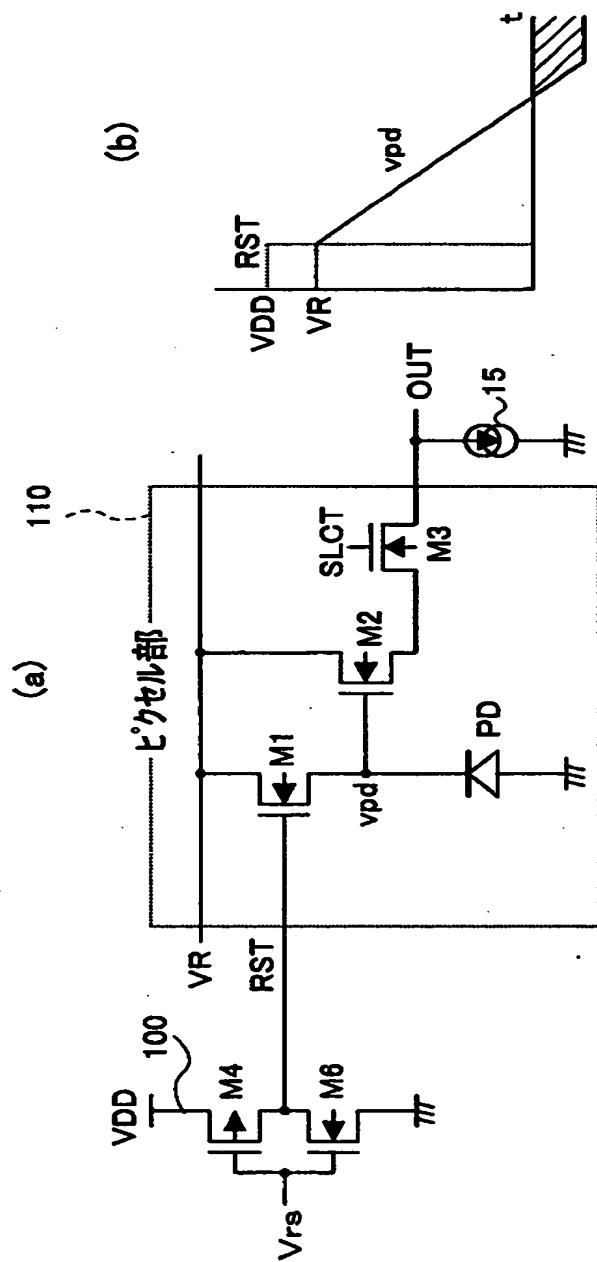 (a)
110
ピクセル部
VDD
100
M4
M6
Vrs
VR
RST
M1
vpd
PD
M2
SLCT
M3
OUT
15
(b)
VDD
RST
VR
vpd
t